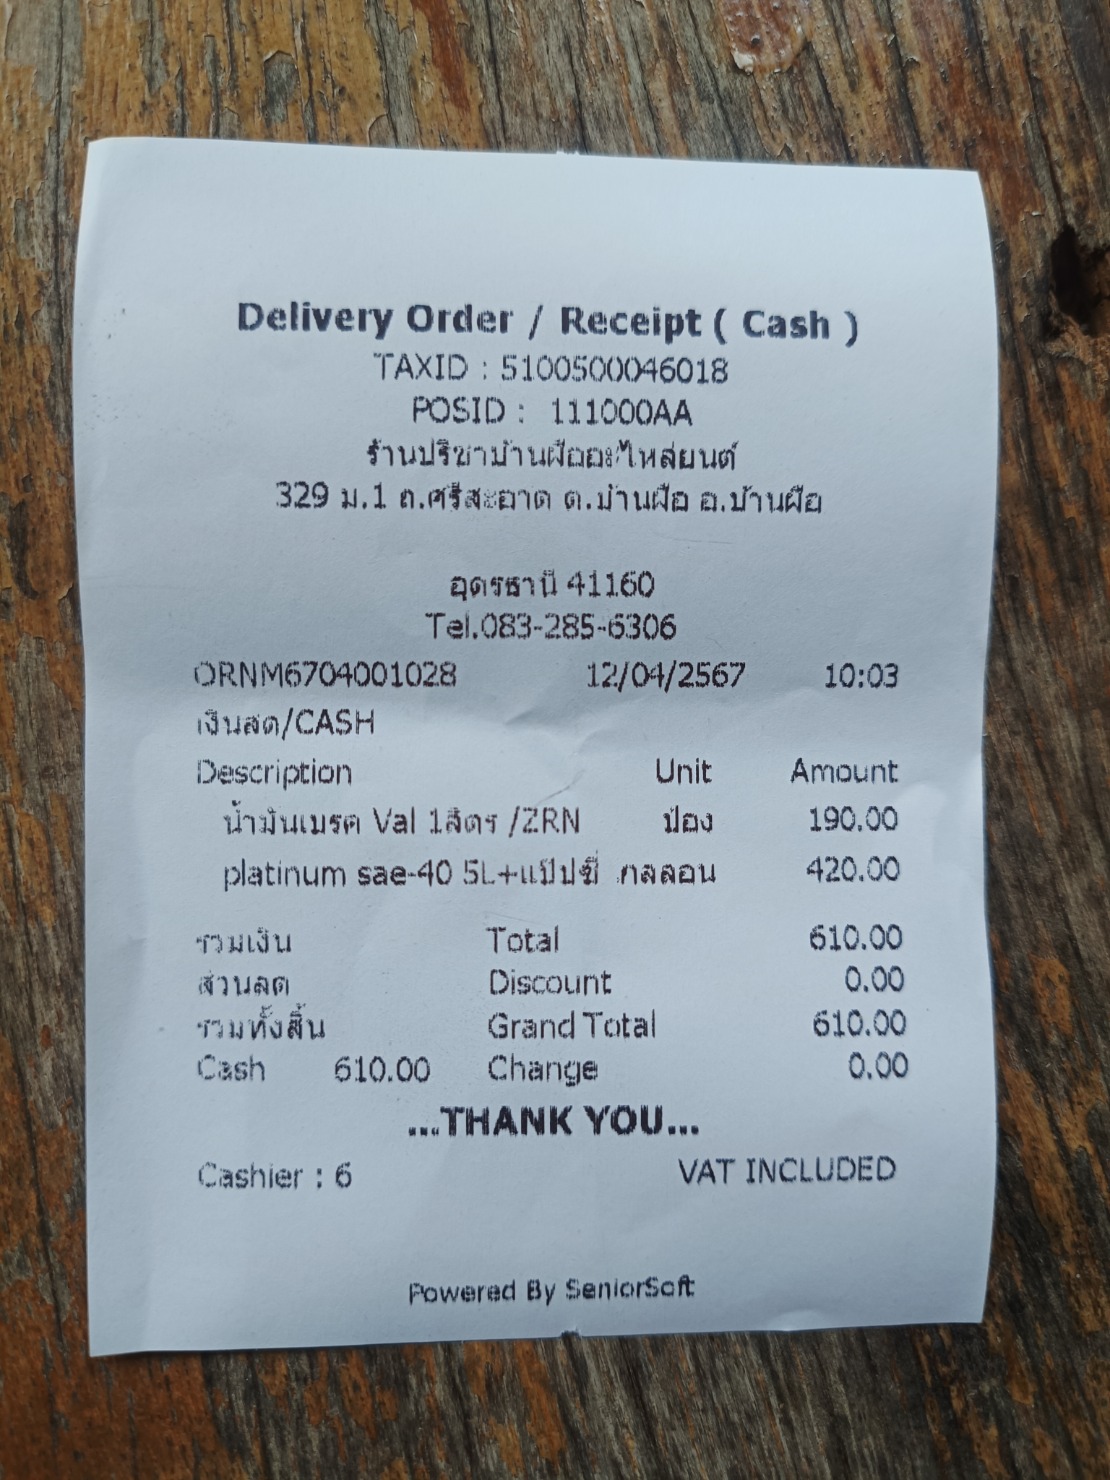 Delivery Order / Receipt ( Cash )
TAXID : 5100500046018
POSID : 111000AA
ร้านปรีชาบ้านผืออะไหล่ยนต์
329 ม.1 ถ.ศรีสะอาด ต.บ้านผือ อ.บ้านผือ
อุดรธานี 41160
Tel.083-285-6306
ORNM6704001028 12/04/2567 10:03
เงินสด/CASH
Description Unit Amount
น้ำมันเบรค Val 1ลิตร /ZRN ป๋อง 190.00
platinum sae-40 5L+แป๊ปซี่ กลลอน 420.00
รวมเงิน Total 610.00
ส่วนลด Discount 0.00
รวมทั้งสิ้น Grand Total 610.00
Cash 610.00 Change 0.00
...THANK YOU...
Cashier : 6 VAT INCLUDED
Powered By SeniorSoft